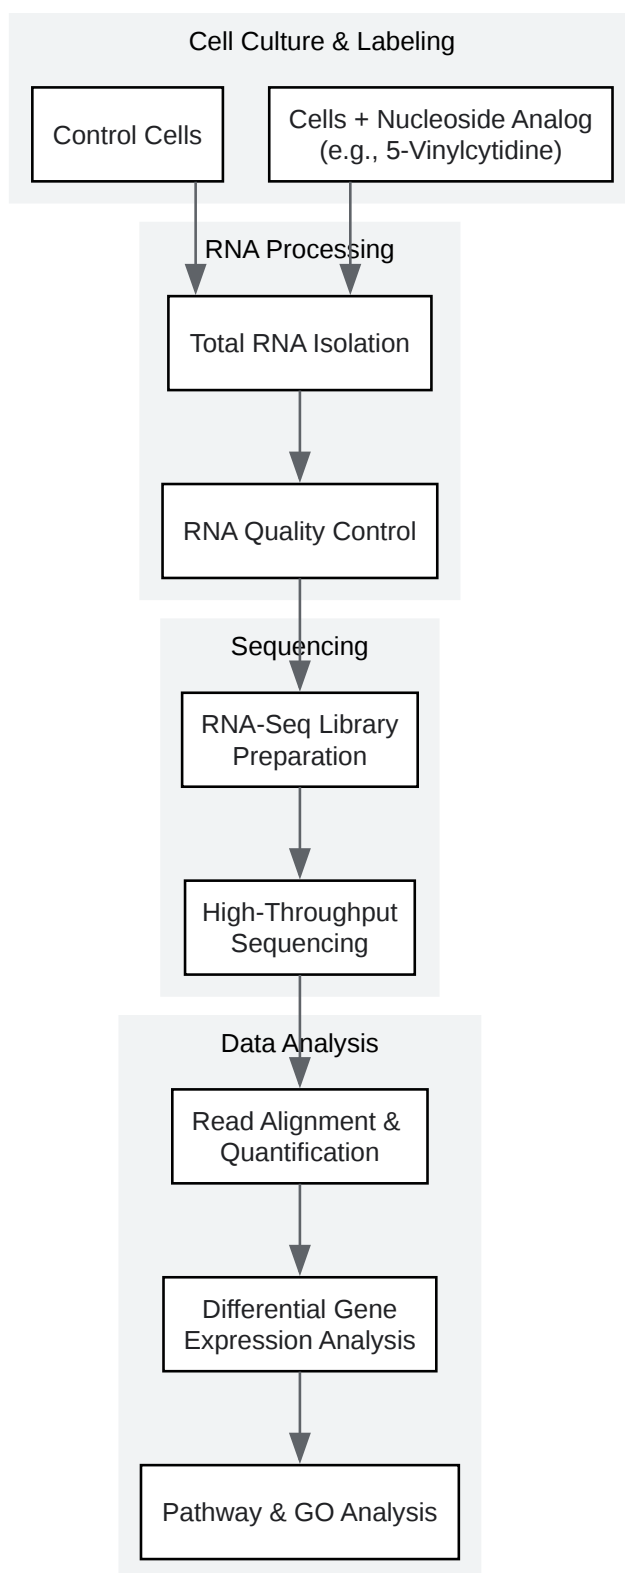 Cell Culture & Labeling
Control Cells
Cells + Nucleoside Analog
(e.g., 5-Vinylcytidine)
RNA Processing
Total RNA Isolation
RNA Quality Control
Sequencing
RNA-Seq Library
Preparation
High-Throughput
Sequencing
Data Analysis
Read Alignment &
Quantification
Differential Gene
Expression Analysis
Pathway & GO Analysis